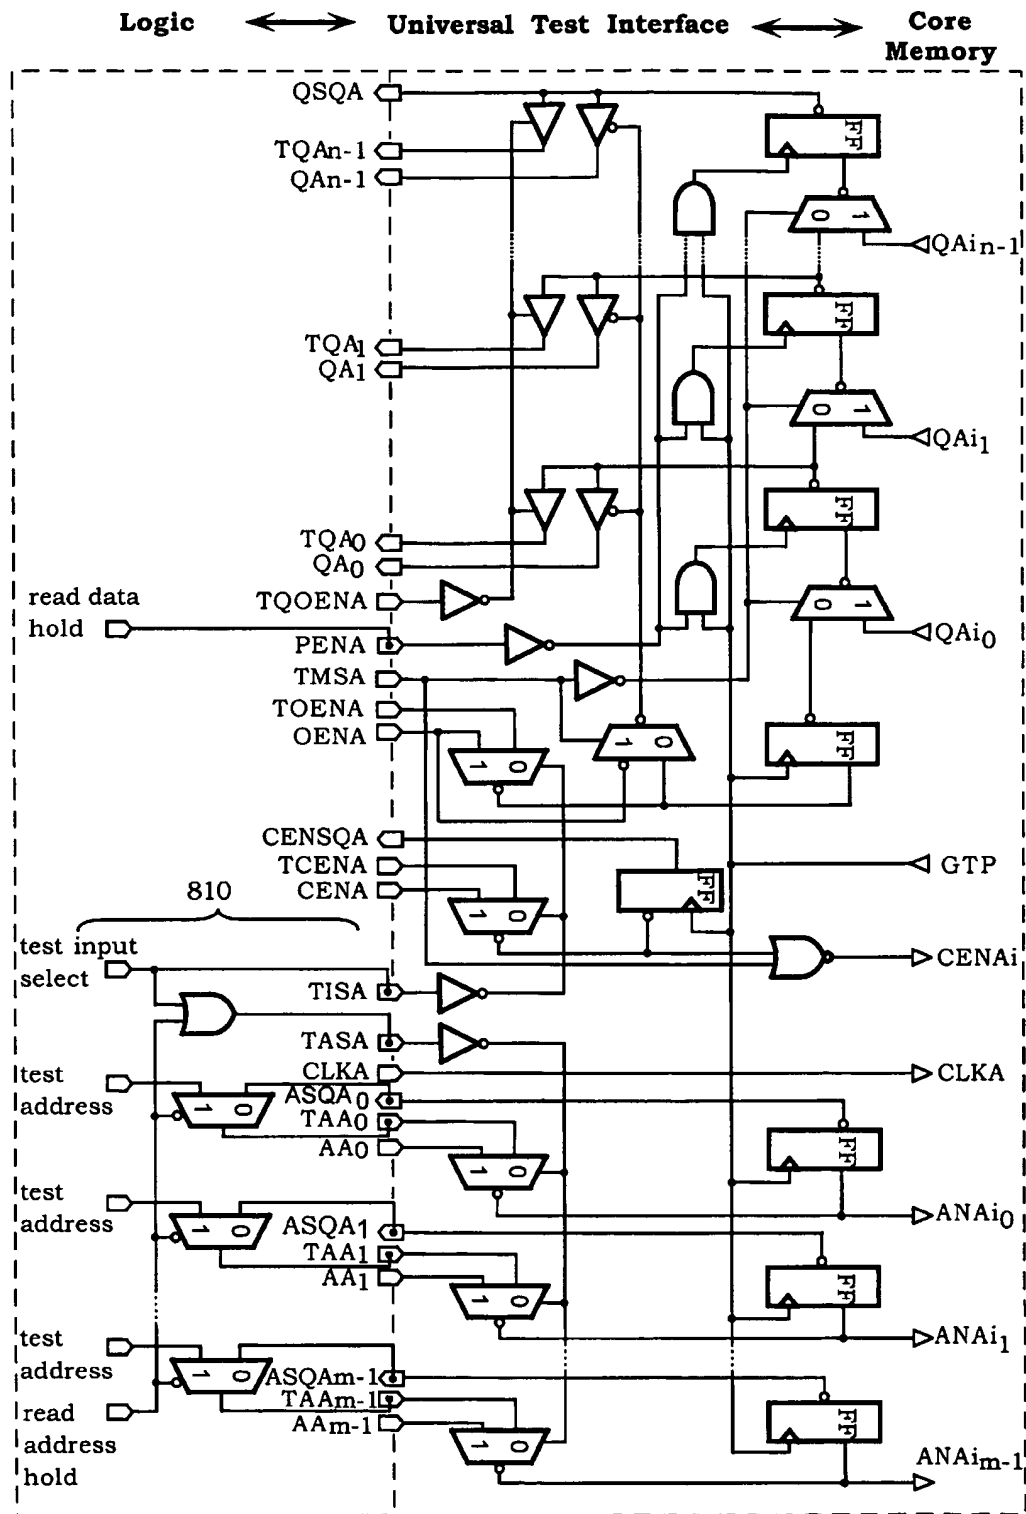 Logic Universal Test Interface Core
Memory
QSQA
FF
TQAn-1
QAn-1
0 1
QAin-1
FF
TQA1
QA1
0 1
QAi1
FF
TQA0
QA0
read data
hold
TQOENA
0 1
QAi0
PENA
TMSA
TOENA
OENA
1 0
FF
1 0
CENSQA
TCENA
CENA
FF
GTP
810
1 0
test input
select
CENAi
TISA
TASA
CLKA
CLKA
test
address
ASQA0
1 0
TAA0
AA0
FF
1 0
test
address
ANAi0
1 0
ASQA1
TAA1
AA1
FF
1 0
test
address
ANAi1
1 0
ASQAm-1
TAAm-1
AAm-1
read
address
hold
FF
1 0
ANAim-1